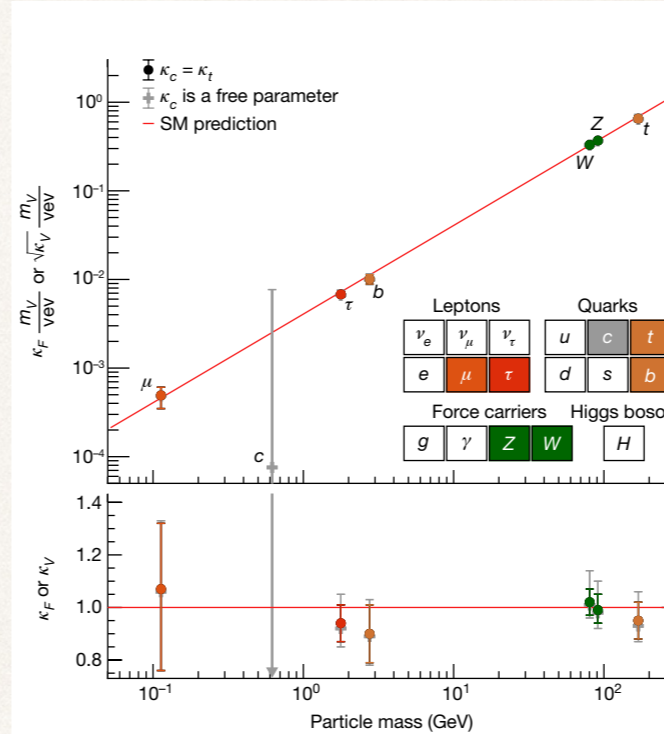 κc = κt
κc is a free parameter
SM prediction
κF mV/vev or √κV mV/vev
10⁰
10⁻¹
10⁻²
10⁻³
10⁻⁴
μ
c
τ
b
W
Z
t
Leptons Quarks
νe νμ ντ u c t
e μ τ d s b
Force carriers Higgs boso
g γ Z W H
κF or κV
1.4
1.2
1.0
0.8
10⁻¹ 10⁰ 10¹ 10²
Particle mass (GeV)